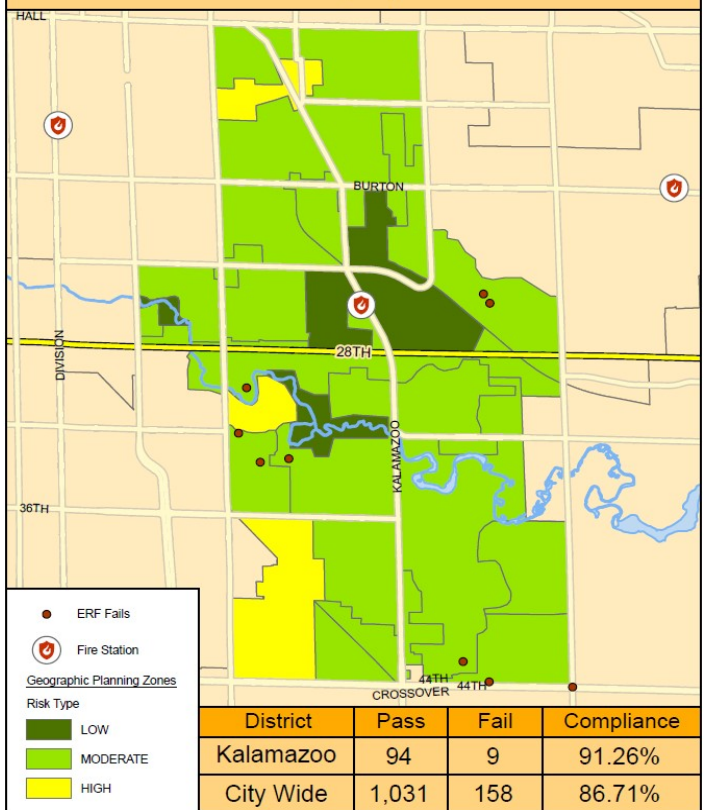 HALL
BURTON
DIVISION
28TH
KALAMAZOO
36TH
44TH
CROSSOVER 44TH
ERF Fails
Fire Station
Geographic Planning Zones
Risk Type
LOW
MODERATE
HIGH
District Pass Fail Compliance
Kalamazoo 94 9 91.26%
City Wide 1,031 158 86.71%